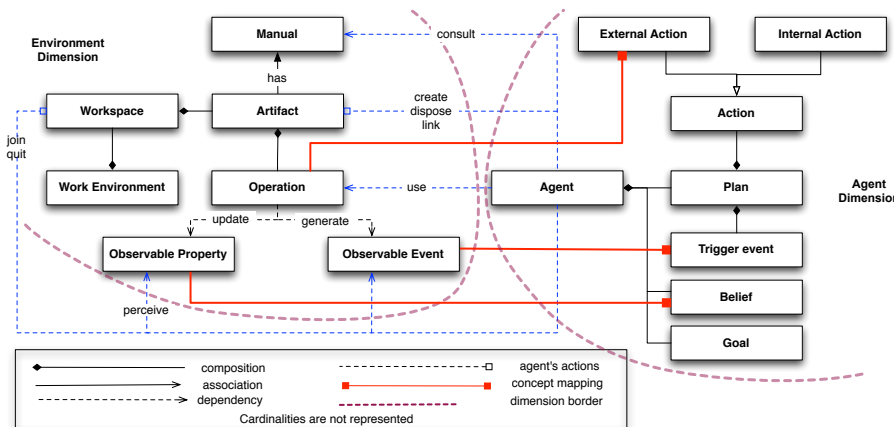 Environment
Dimension
Manual
consult
External Action
Internal Action
has
Workspace
Artifact
create
dispose
link
Action
join
quit
Work Environment
Operation
use
Agent
Plan
Agent
Dimension
update
generate
Observable Property
Observable Event
Trigger event
perceive
Belief
Goal
composition
agent's actions
association
concept mapping
dependency
dimension border
Cardinalities are not represented